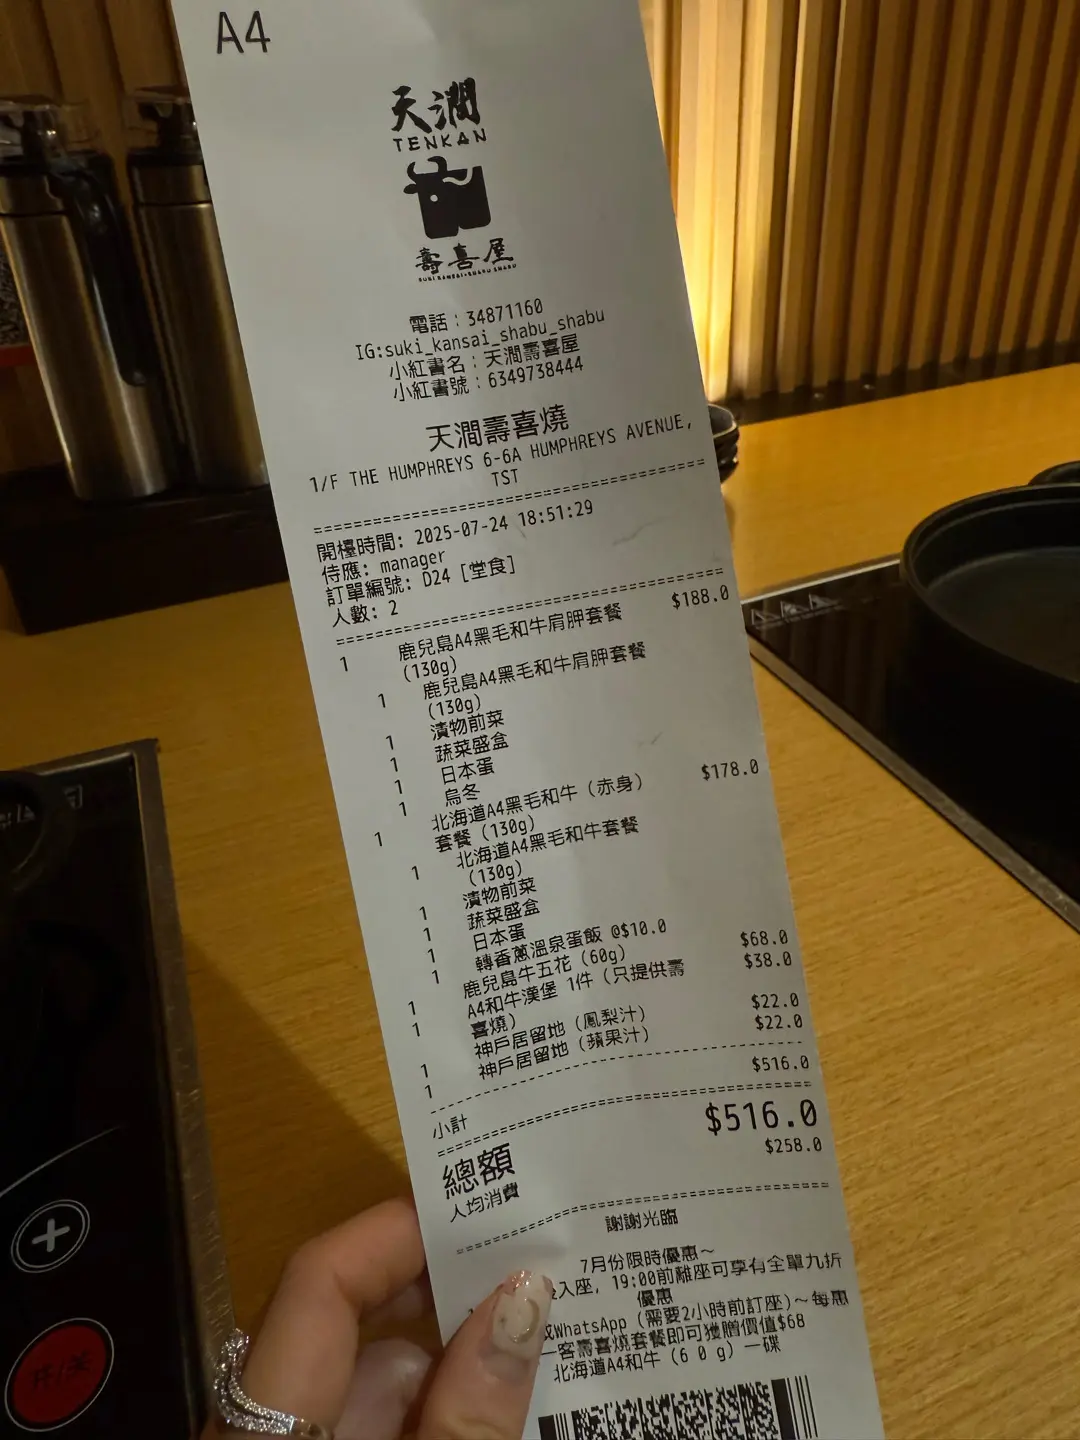 A4
天澗
TENKAN
壽喜屋
SUKI KANSAI・SHABU SHABU
電話：34871160
IG:suki_kansai_shabu_shabu
小紅書名：天澗壽喜屋
小紅書號：6349738444
天澗壽喜燒
1/F THE HUMPHREYS 6-6A HUMPHREYS AVENUE,
TST
開檯時間: 2025-07-24 18:51:29
侍應: manager
訂單編號: D24 [堂食]
人數: 2
1 鹿兒島A4黑毛和牛肩胛套餐 $188.0
(130g)
1 鹿兒島A4黑毛和牛肩胛套餐
(130g)
1 漬物前菜
1 蔬菜盛盒
1 日本蛋
1 烏冬
1 北海道A4黑毛和牛（赤身） $178.0
套餐（130g）
1 北海道A4黑毛和牛套餐
（130g）
1 漬物前菜
1 蔬菜盛盒
1 日本蛋
1 轉香蔥溫泉蛋飯 @$10.0
1 鹿兒島牛五花（60g） $68.0
1 A4和牛漢堡 1件（只提供壽 $38.0
喜燒）
1 神戶居留地（鳳梨汁） $22.0
1 神戶居留地（蘋果汁） $22.0
小計 $516.0
總額 $516.0
人均消費 $258.0
謝謝光臨
7月份限時優惠～
入座, 19:00前離座可享有全單九折
優惠
WhatsApp（需要2小時前訂座）～每惠
一客壽喜燒套餐即可獲贈價值$68
北海道A4和牛（60g）一碟